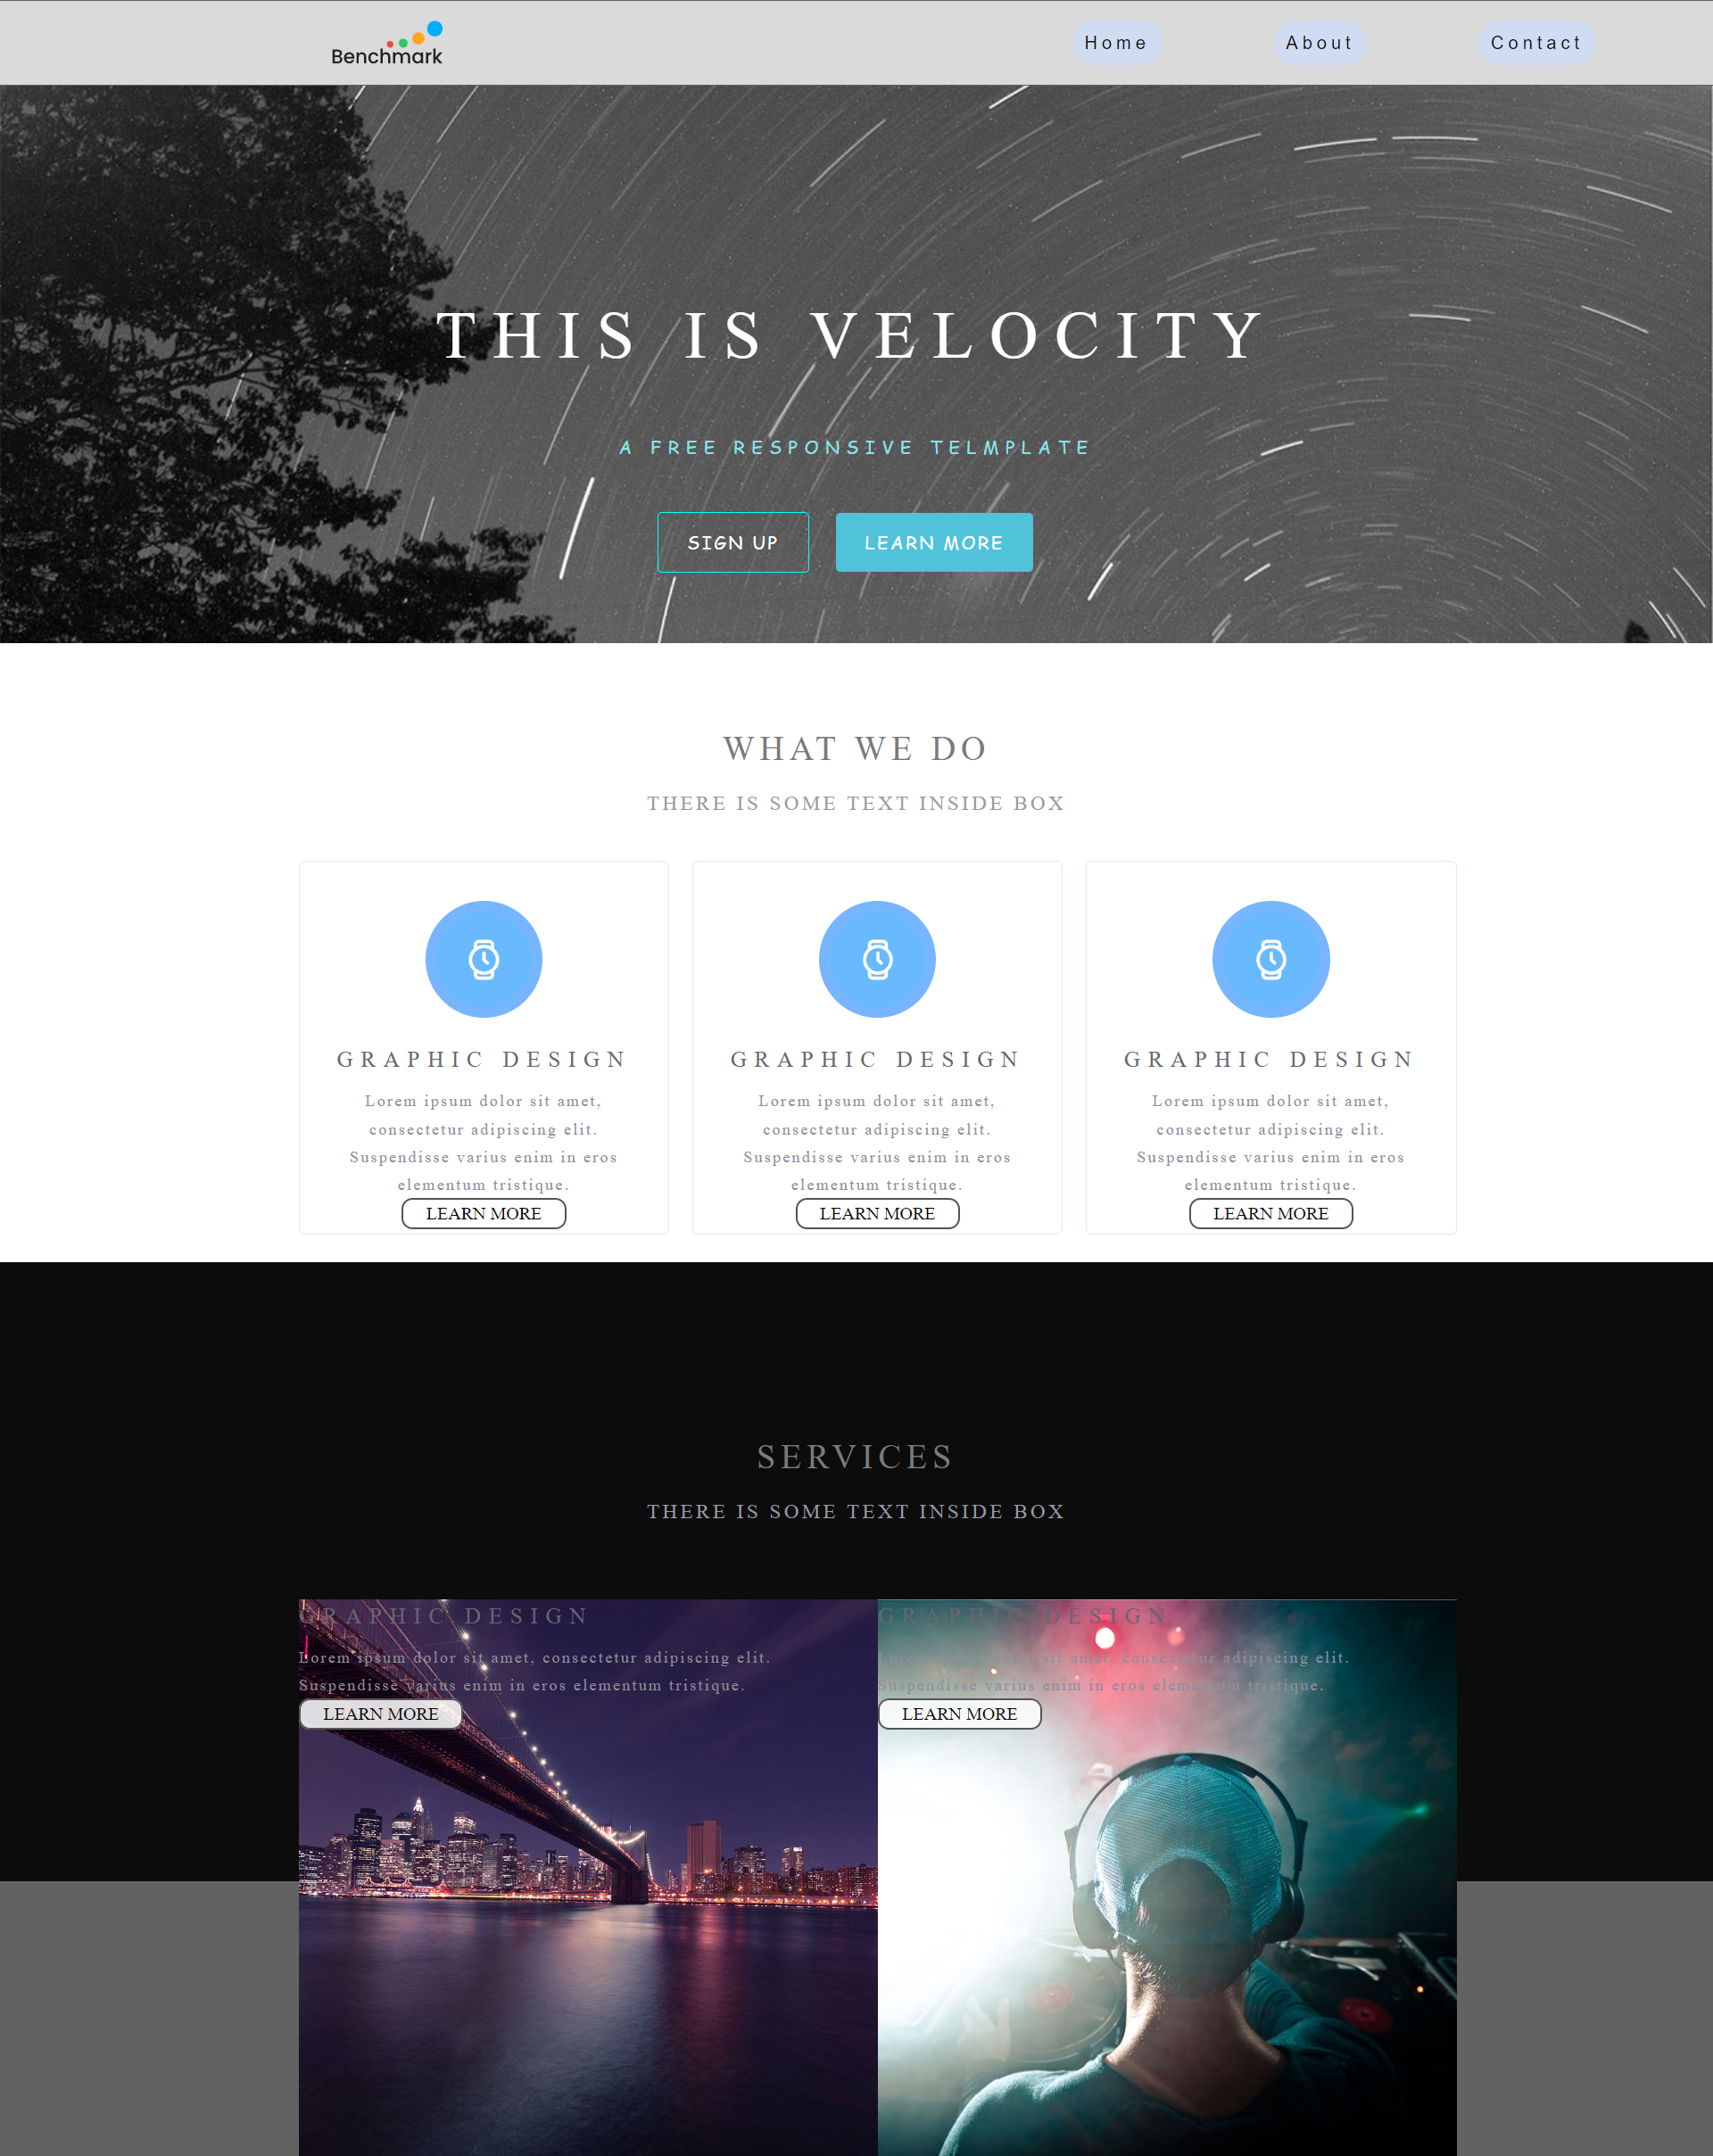 Benchmark
Home
About
Contact
THIS IS VELOCITY
A FREE RESPONSIVE TELMPLATE
SIGN UP
LEARN MORE
WHAT WE DO
THERE IS SOME TEXT INSIDE BOX
GRAPHIC DESIGN
Lorem ipsum dolor sit amet,
consectetur adipiscing elit.
Suspendisse varius enim in eros
elementum tristique.
LEARN MORE
GRAPHIC DESIGN
Lorem ipsum dolor sit amet,
consectetur adipiscing elit.
Suspendisse varius enim in eros
elementum tristique.
LEARN MORE
GRAPHIC DESIGN
Lorem ipsum dolor sit amet,
consectetur adipiscing elit.
Suspendisse varius enim in eros
elementum tristique.
LEARN MORE
SERVICES
THERE IS SOME TEXT INSIDE BOX
GRAPHIC DESIGN
Lorem ipsum dolor sit amet, consectetur adipiscing elit.
Suspendisse varius enim in eros elementum tristique.
LEARN MORE
GRAPHIC DESIGN
Lorem ipsum dolor sit amet, consectetur adipiscing elit.
Suspendisse varius enim in eros elementum tristique.
LEARN MORE